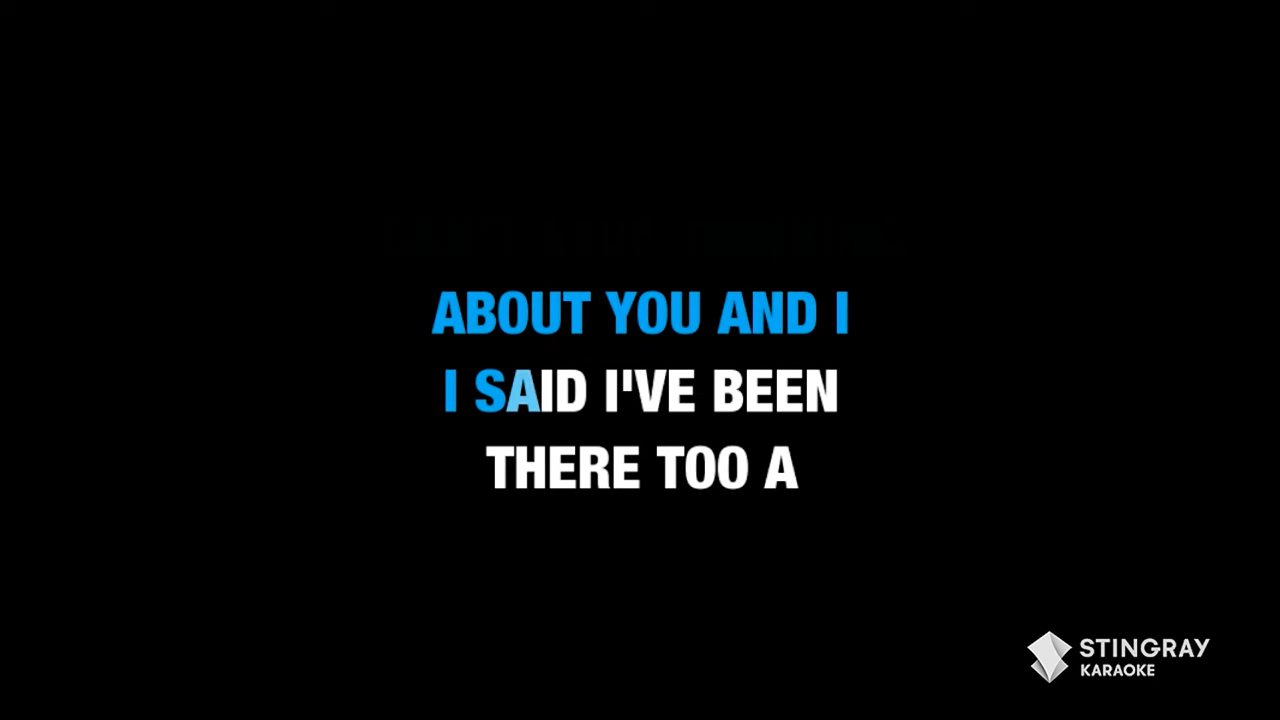 ABOUT YOU AND I
I SAID I'VE BEEN
THERE TOO A
STINGRAY
KARAOKE